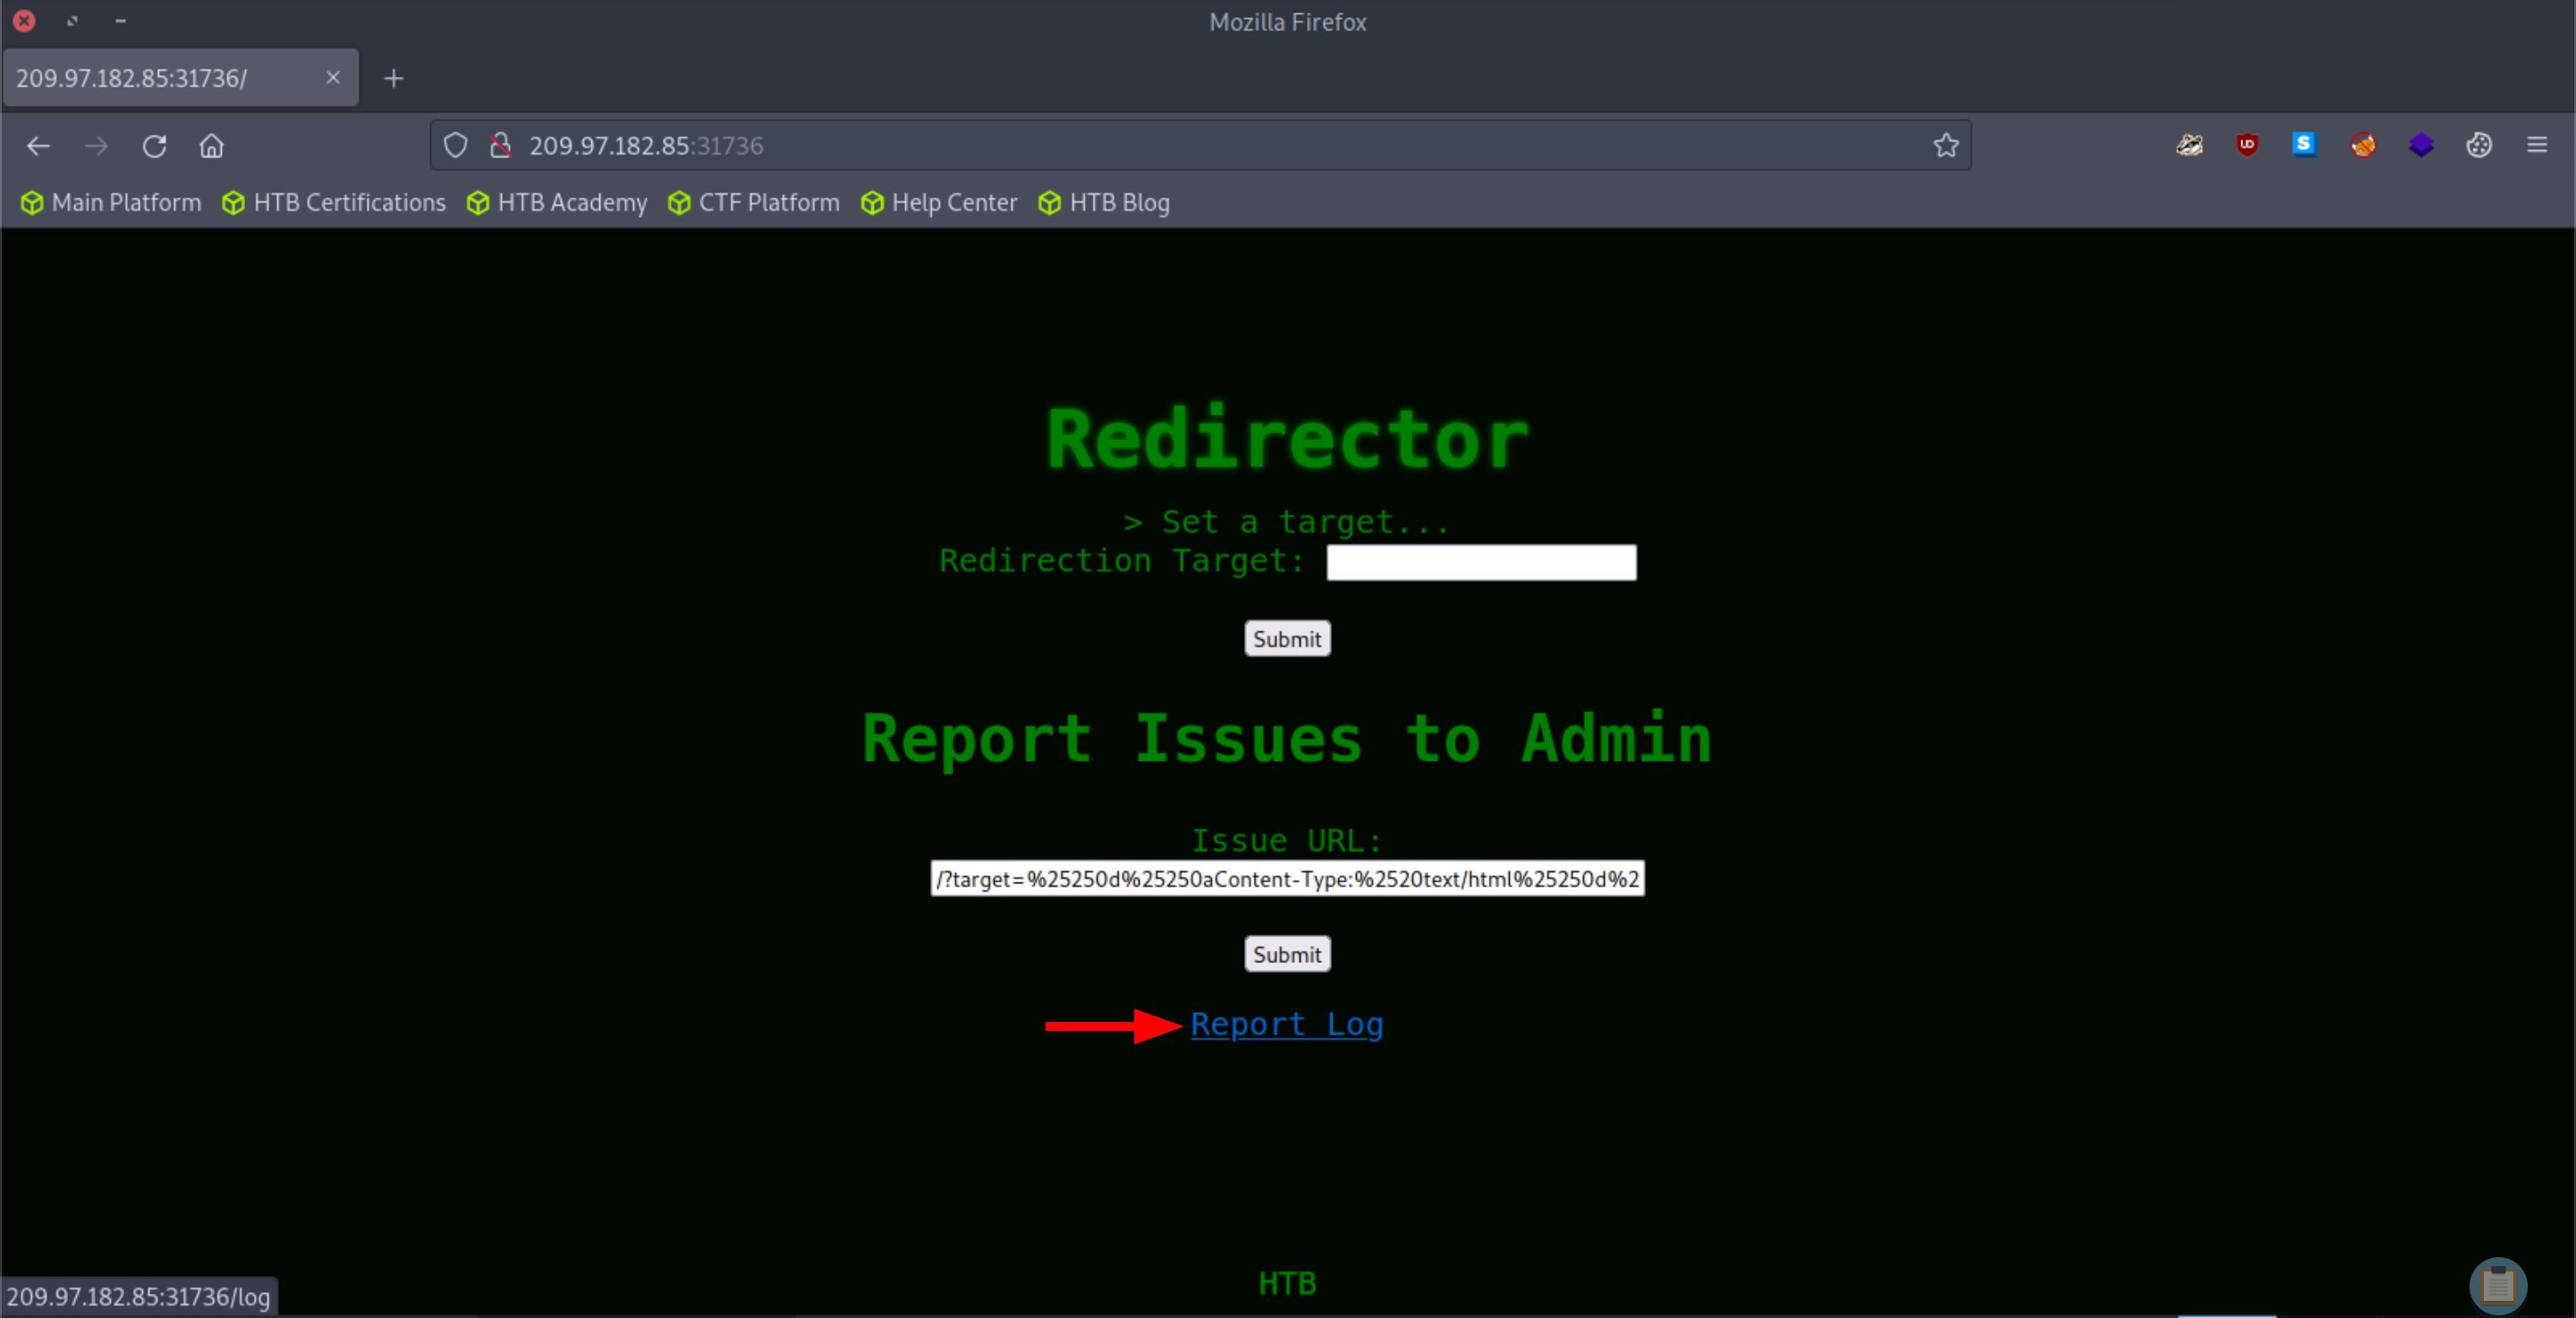 Mozilla Firefox
209.97.182.85:31736/
209.97.182.85:31736
Main Platform HTB Certifications HTB Academy CTF Platform Help Center HTB Blog
Redirector
> Set a target...
Redirection Target:
Submit
Report Issues to Admin
Issue URL:
/?target=%25250d%25250aContent-Type:%2520text/html%25250d%2
Submit
Report Log
HTB
209.97.182.85:31736/log